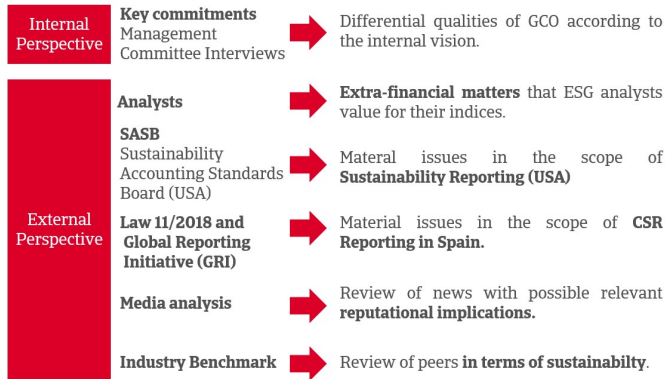 Internal
Perspective
Key commitments
Management
Committee Interviews
Differential qualities of GCO according to
the internal vision.
External
Perspective
Analysts
Extra-financial matters that ESG analysts
value for their indices.
SASB
Sustainability
Accounting Standards
Board (USA)
Materal issues in the scope of
Sustainability Reporting (USA)
Law 11/2018 and
Global Reporting
Initiative (GRI)
Material issues in the scope of CSR
Reporting in Spain.
Media analysis
Review of news with possible relevant
reputational implications.
Industry Benchmark
Review of peers in terms of sustainabilty.